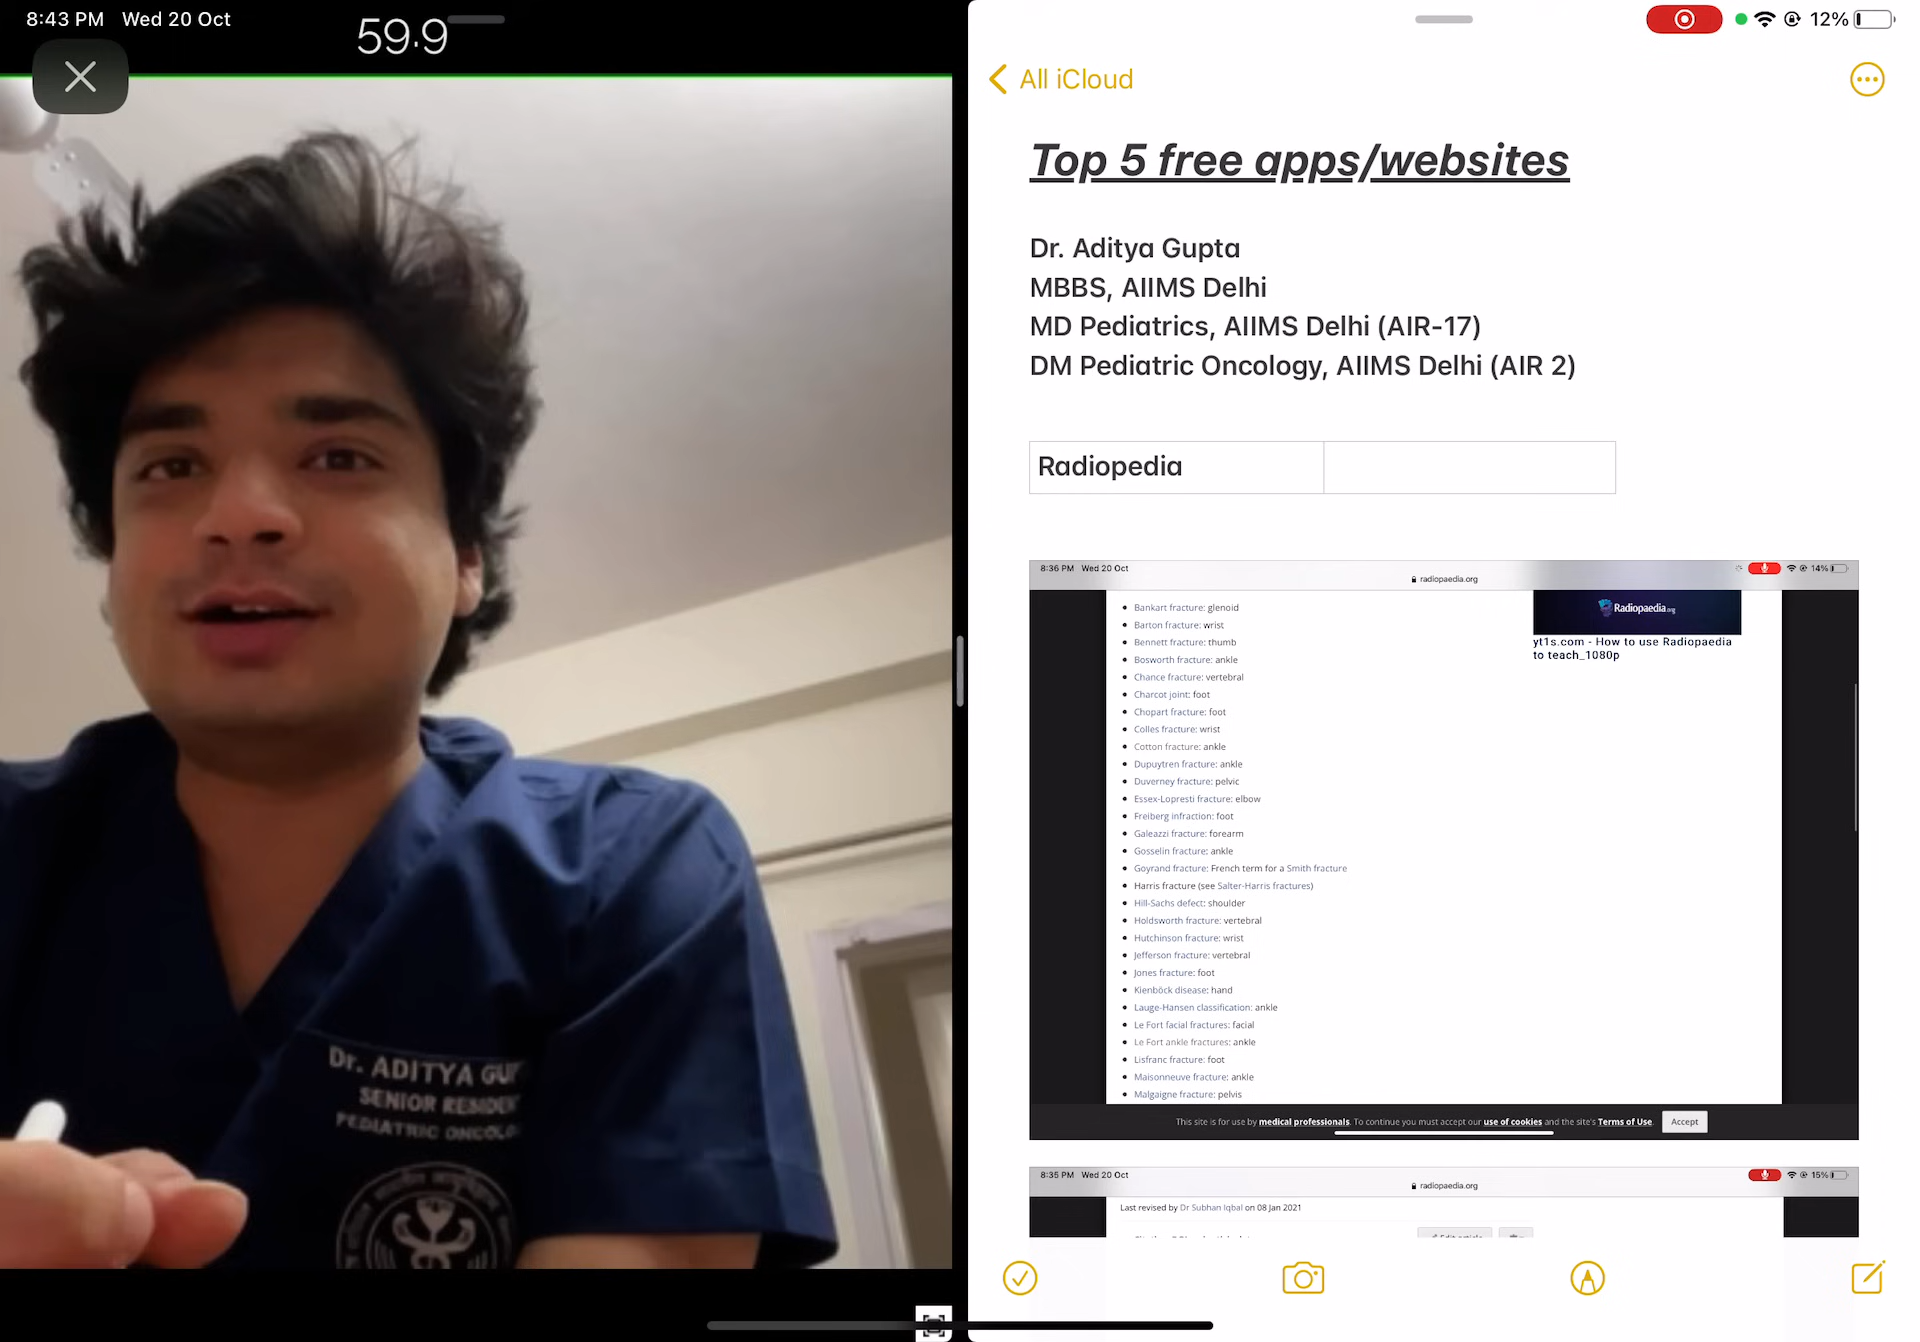 8:43 PM Wed 20 Oct
59.9
12%
All iCloud
Top 5 free apps/websites
Dr. Aditya Gupta
MBBS, AIIMS Delhi
MD Pediatrics, AIIMS Delhi (AIR-17)
DM Pediatric Oncology, AIIMS Delhi (AIR 2)
Radiopedia
8:36 PM Wed 20 Oct
radiopaedia.org
14%
Radiopaedia.org
yt1s.com - How to use Radiopaedia
to teach_1080p
Bankart fracture: glenoid
Barton fracture: wrist
Bennett fracture: thumb
Bosworth fracture: ankle
Chance fracture: vertebral
Charcot joint: foot
Chopart fracture: foot
Colles fracture: wrist
Cotton fracture: ankle
Dupuytren fracture: ankle
Duverney fracture: pelvic
Essex-Lopresti fracture: elbow
Freiberg infraction: foot
Galeazzi fracture: forearm
Gosselin fracture: ankle
Goyrand fracture: French term for a Smith fracture
Harris fracture (see Salter-Harris fractures)
Hill-Sachs defect: shoulder
Holdsworth fracture: vertebral
Hutchinson fracture: wrist
Jefferson fracture: vertebral
Jones fracture: foot
Kienböck disease: hand
Lauge-Hansen classification: ankle
Le Fort facial fractures: facial
Le Fort ankle fractures: ankle
Lisfranc fracture: foot
Maisonneuve fracture: ankle
Malgaigne fracture: pelvis
This site is for use by medical professionals. To continue you must accept our use of cookies and the site's Terms of Use. Accept
8:35 PM Wed 20 Oct
radiopaedia.org
15%
Last revised by Dr Subhan Iqbal on 08 Jan 2021
Dr. ADITYA GUP
SENIOR RESIDEN
PEDIATRIC ONCOLO